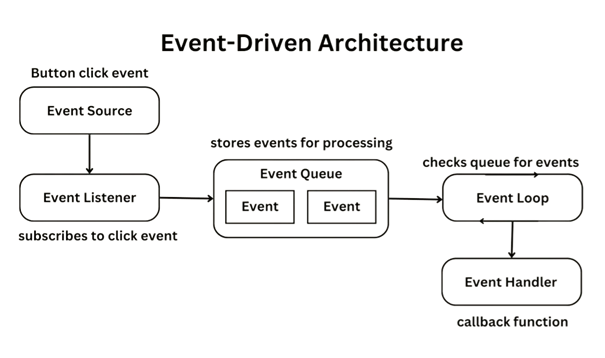 Event-Driven Architecture
Button click event
Event Source
Event Listener
subscribes to click event
stores events for processing
Event Queue
Event
Event
checks queue for events
Event Loop
Event Handler
callback function